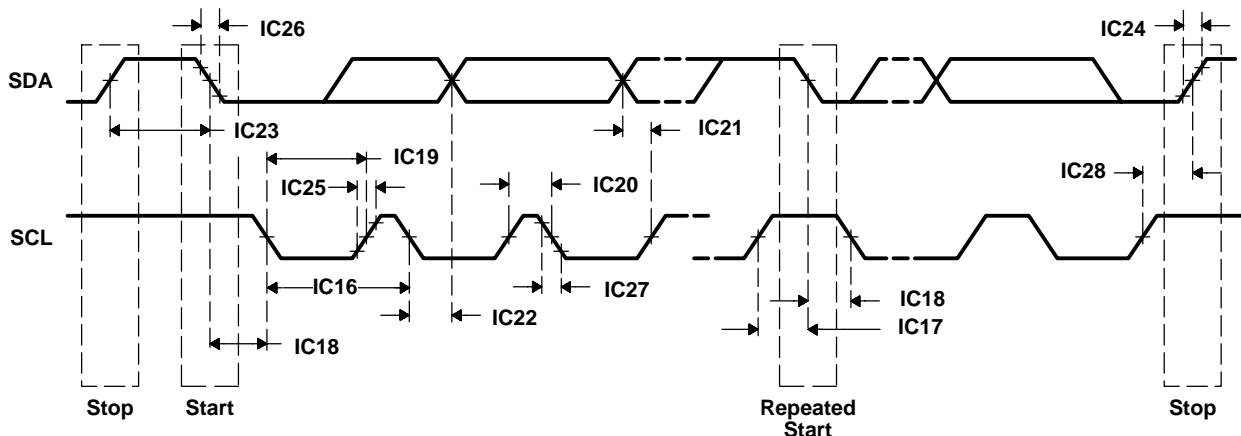 IC26
IC24
SDA
IC23
IC21
IC19
IC25
IC20
IC28
SCL
IC16
IC27
IC18
IC22
IC17
IC18
Stop
Start
Repeated
Start
Stop